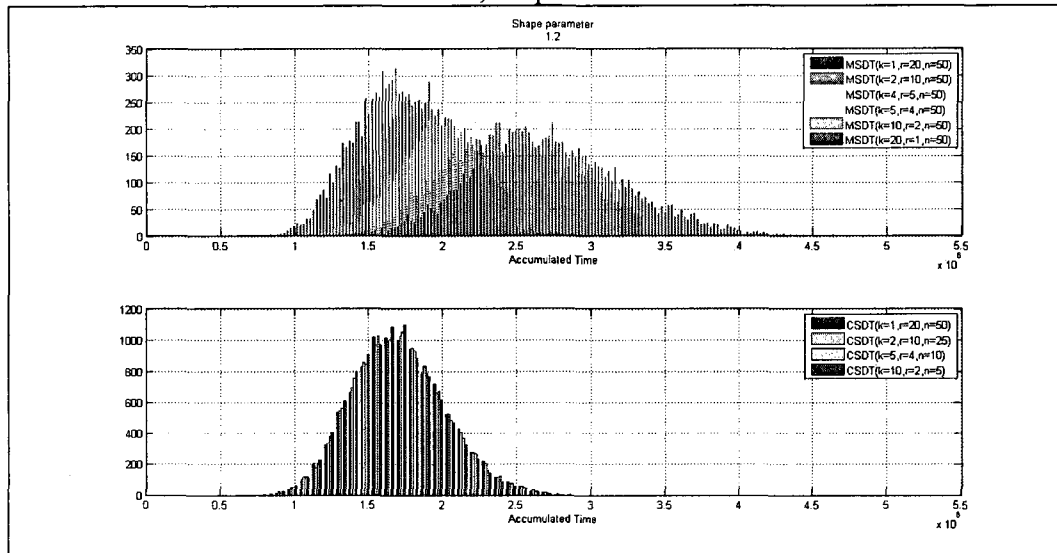 Shape parameter
1.2
350
300
250
200
150
100
50
0
MSDT(k=1,r=20,n=50)
MSDT(k=2,r=10,n=50)
MSDT(k=4,r=5,n=50)
MSDT(k=5,r=4,n=50)
MSDT(k=10,r=2,n=50)
MSDT(k=20,r=1,n=50)
0 0.5 1 1.5 2 2.5 3 3.5 4 4.5 5 5.5
Accumulated Time
x 10^6
1200
1000
800
600
400
200
0
CSDT(k=1,r=20,n=50)
CSDT(k=2,r=10,n=25)
CSDT(k=5,r=4,n=10)
CSDT(k=10,r=2,n=5)
0 0.5 1 1.5 2 2.5 3 3.5 4 4.5 5 5.5
Accumulated Time
x 10^6